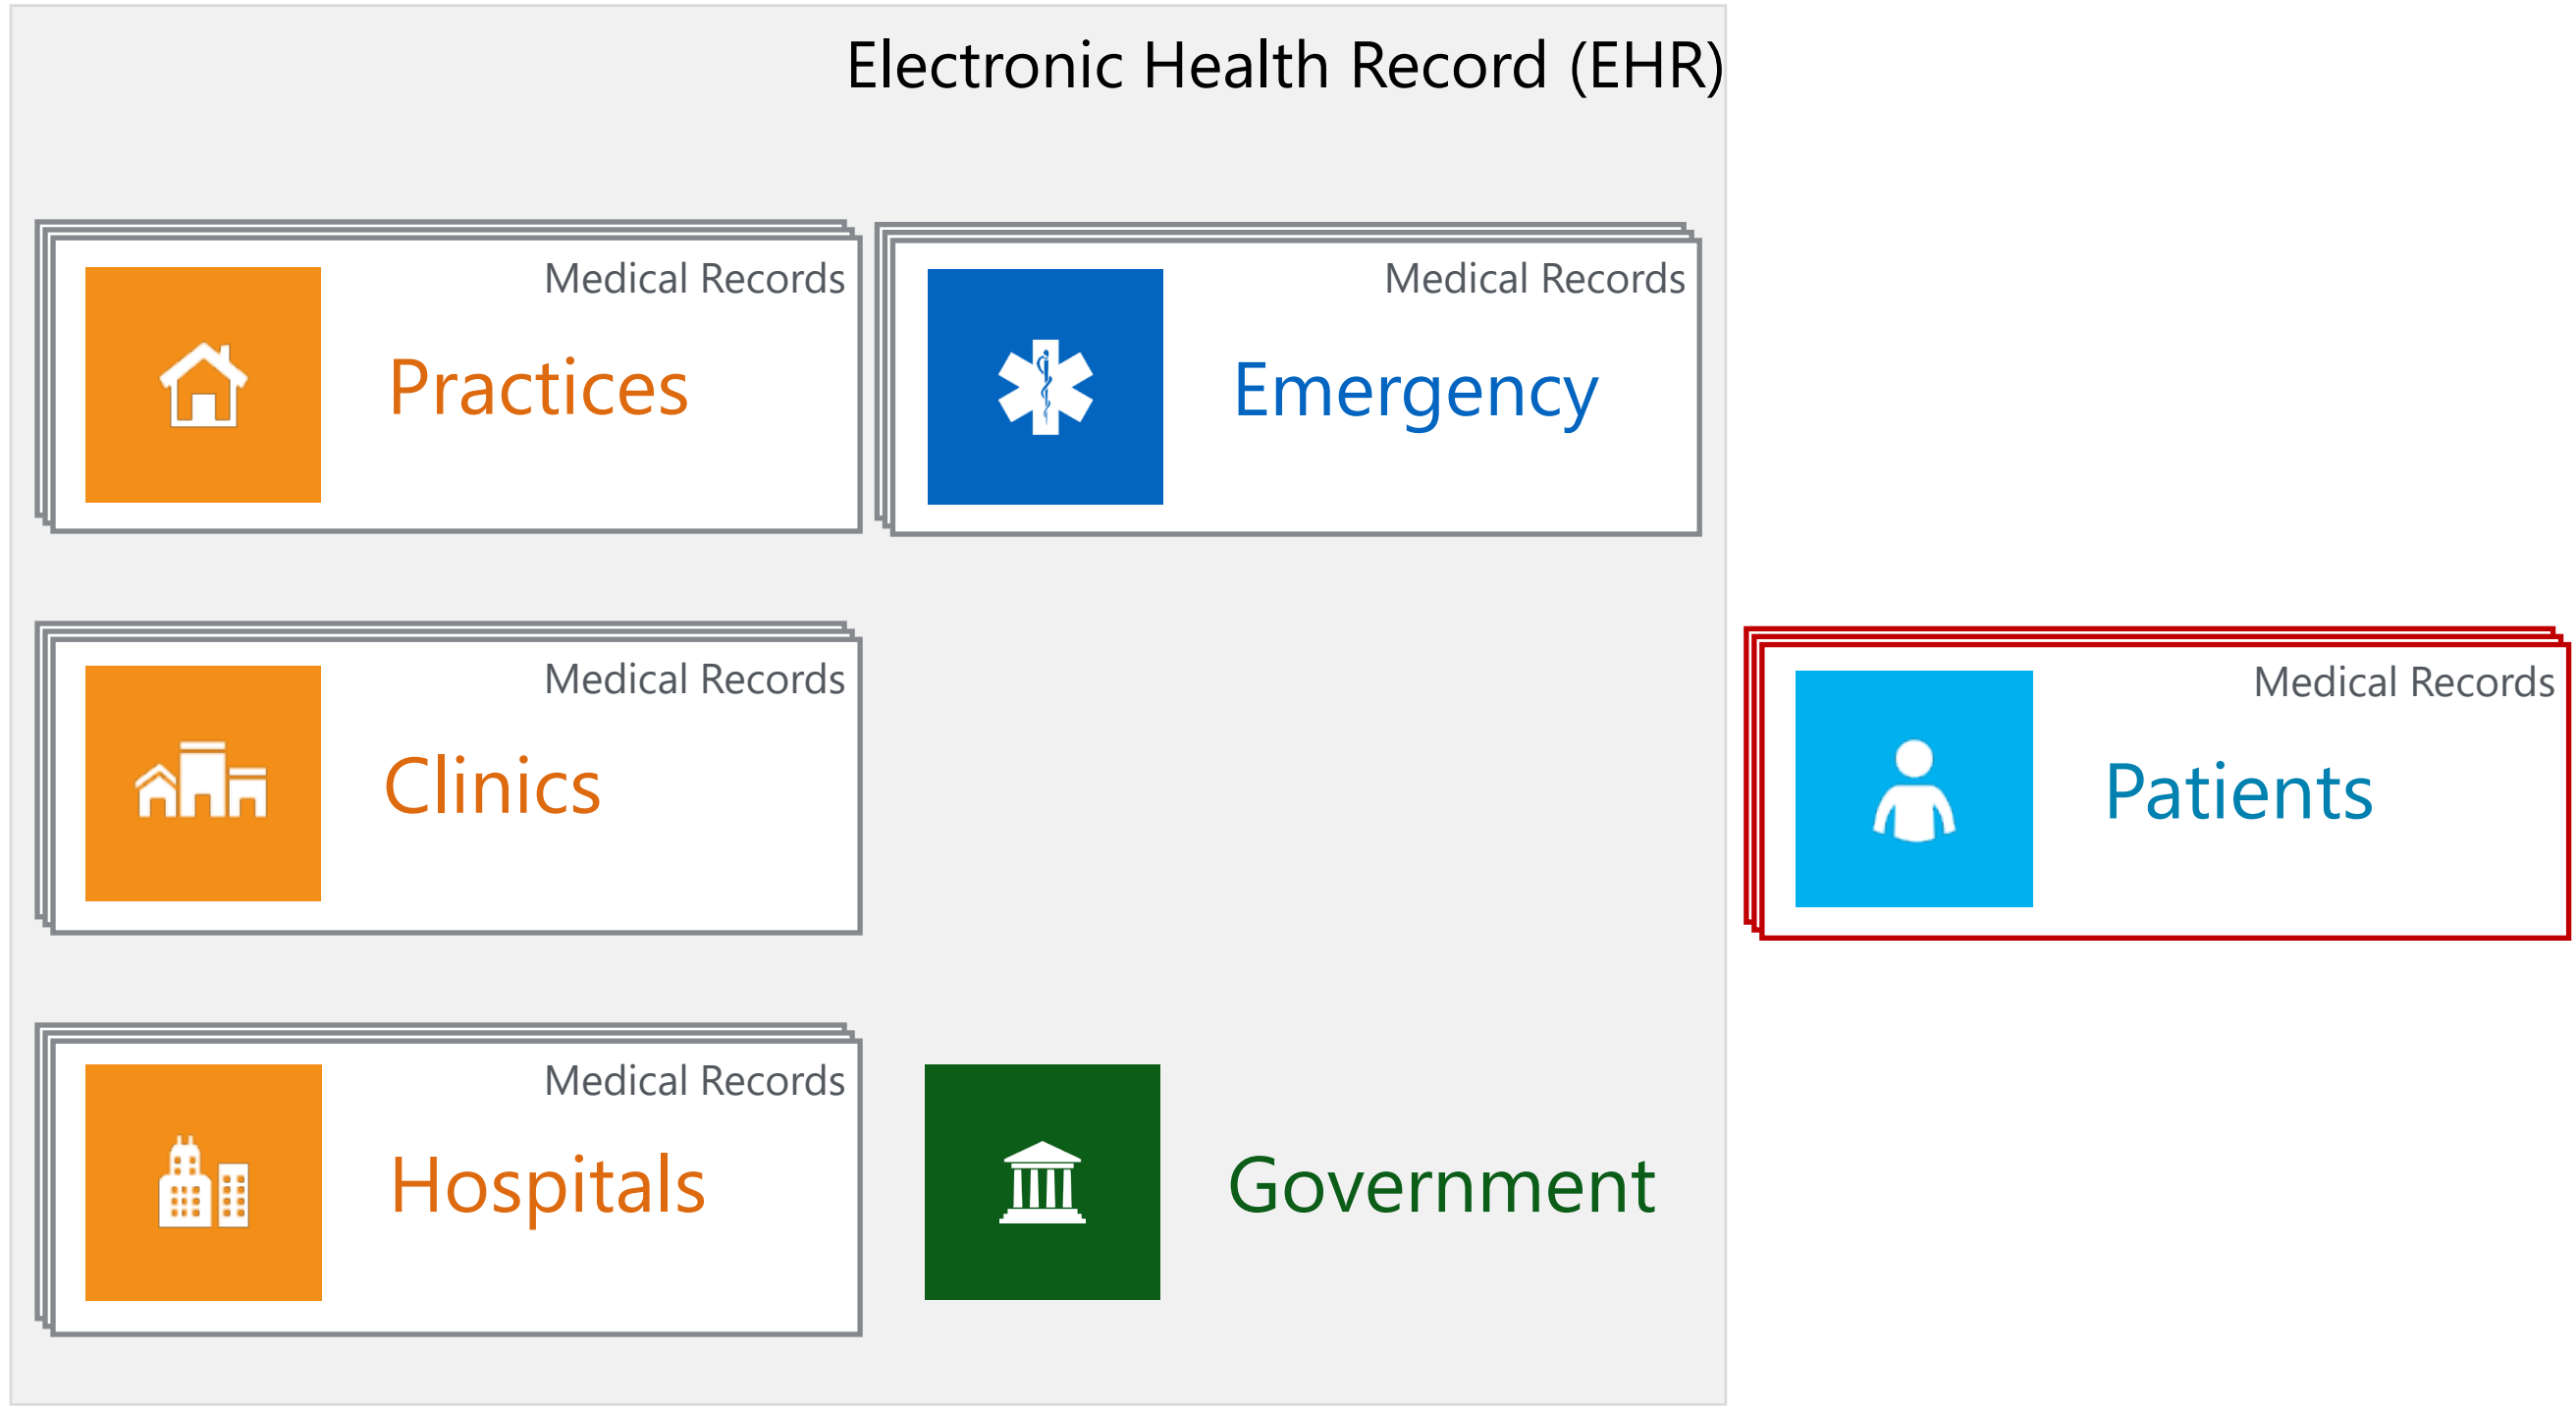 Electronic Health Record (EHR)
Medical Records
Practices
Medical Records
Emergency
Medical Records
Clinics
Medical Records
Patients
Medical Records
Hospitals
Government